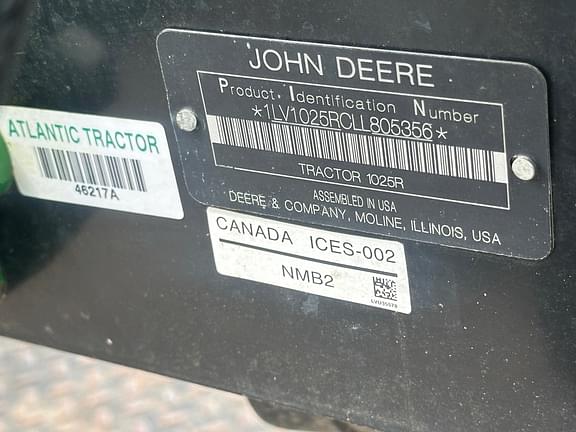 JOHN DEERE
Product Identification Number
*1LV1025RCLL805356*
TRACTOR 1025R
ASSEMBLED IN USA
DEERE & COMPANY, MOLINE, ILLINOIS, USA
ATLANTIC TRACTOR
46217A
CANADA ICES-002
NMB2